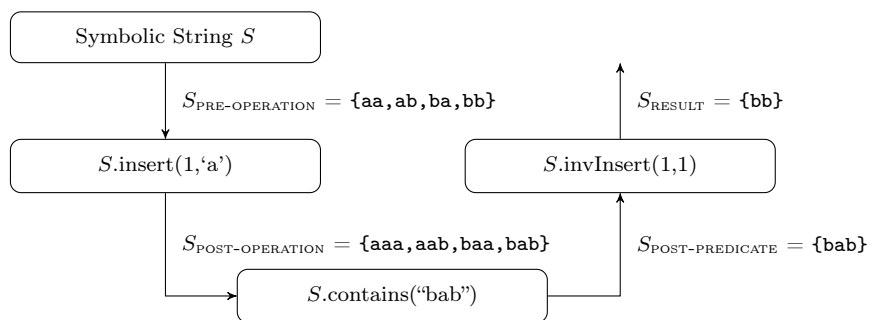 Symbolic String S
S_PRE-OPERATION = {aa,ab,ba,bb}
S_RESULT = {bb}
S.insert(1,‘a’)
S.invInsert(1,1)
S_POST-OPERATION = {aaa,aab,baa,bab}
S_POST-PREDICATE = {bab}
S.contains(“bab”)